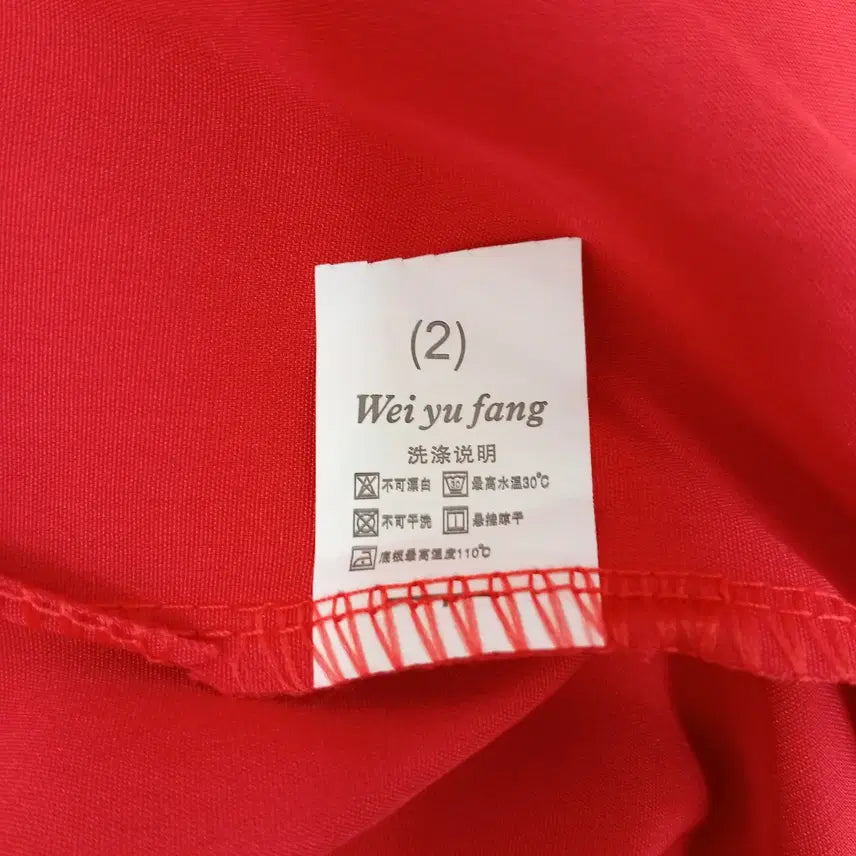 (2)
Wei yu fang
洗涤说明
不可漂白 30 最高水温30℃
不可干洗 悬挂晾干
底板最高温度110℃